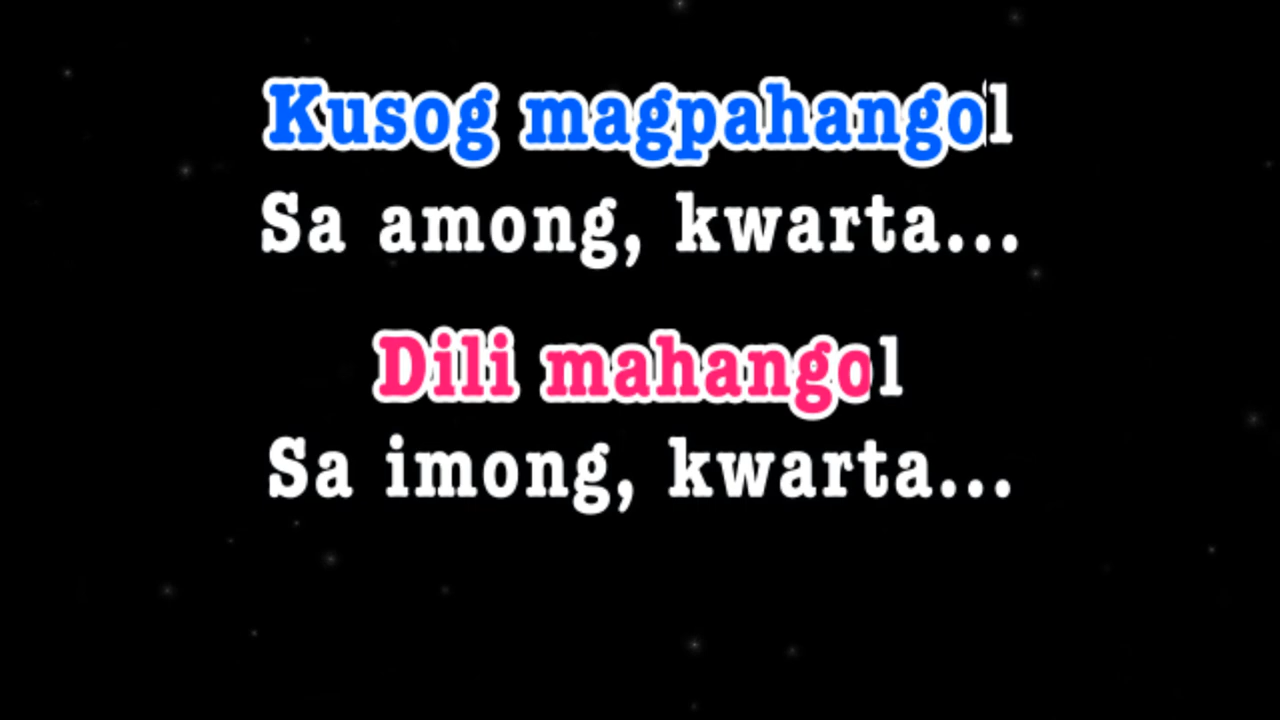 Kusog magpahangol
Sa among, kwarta...
Dili mahangol
Sa imong, kwarta...